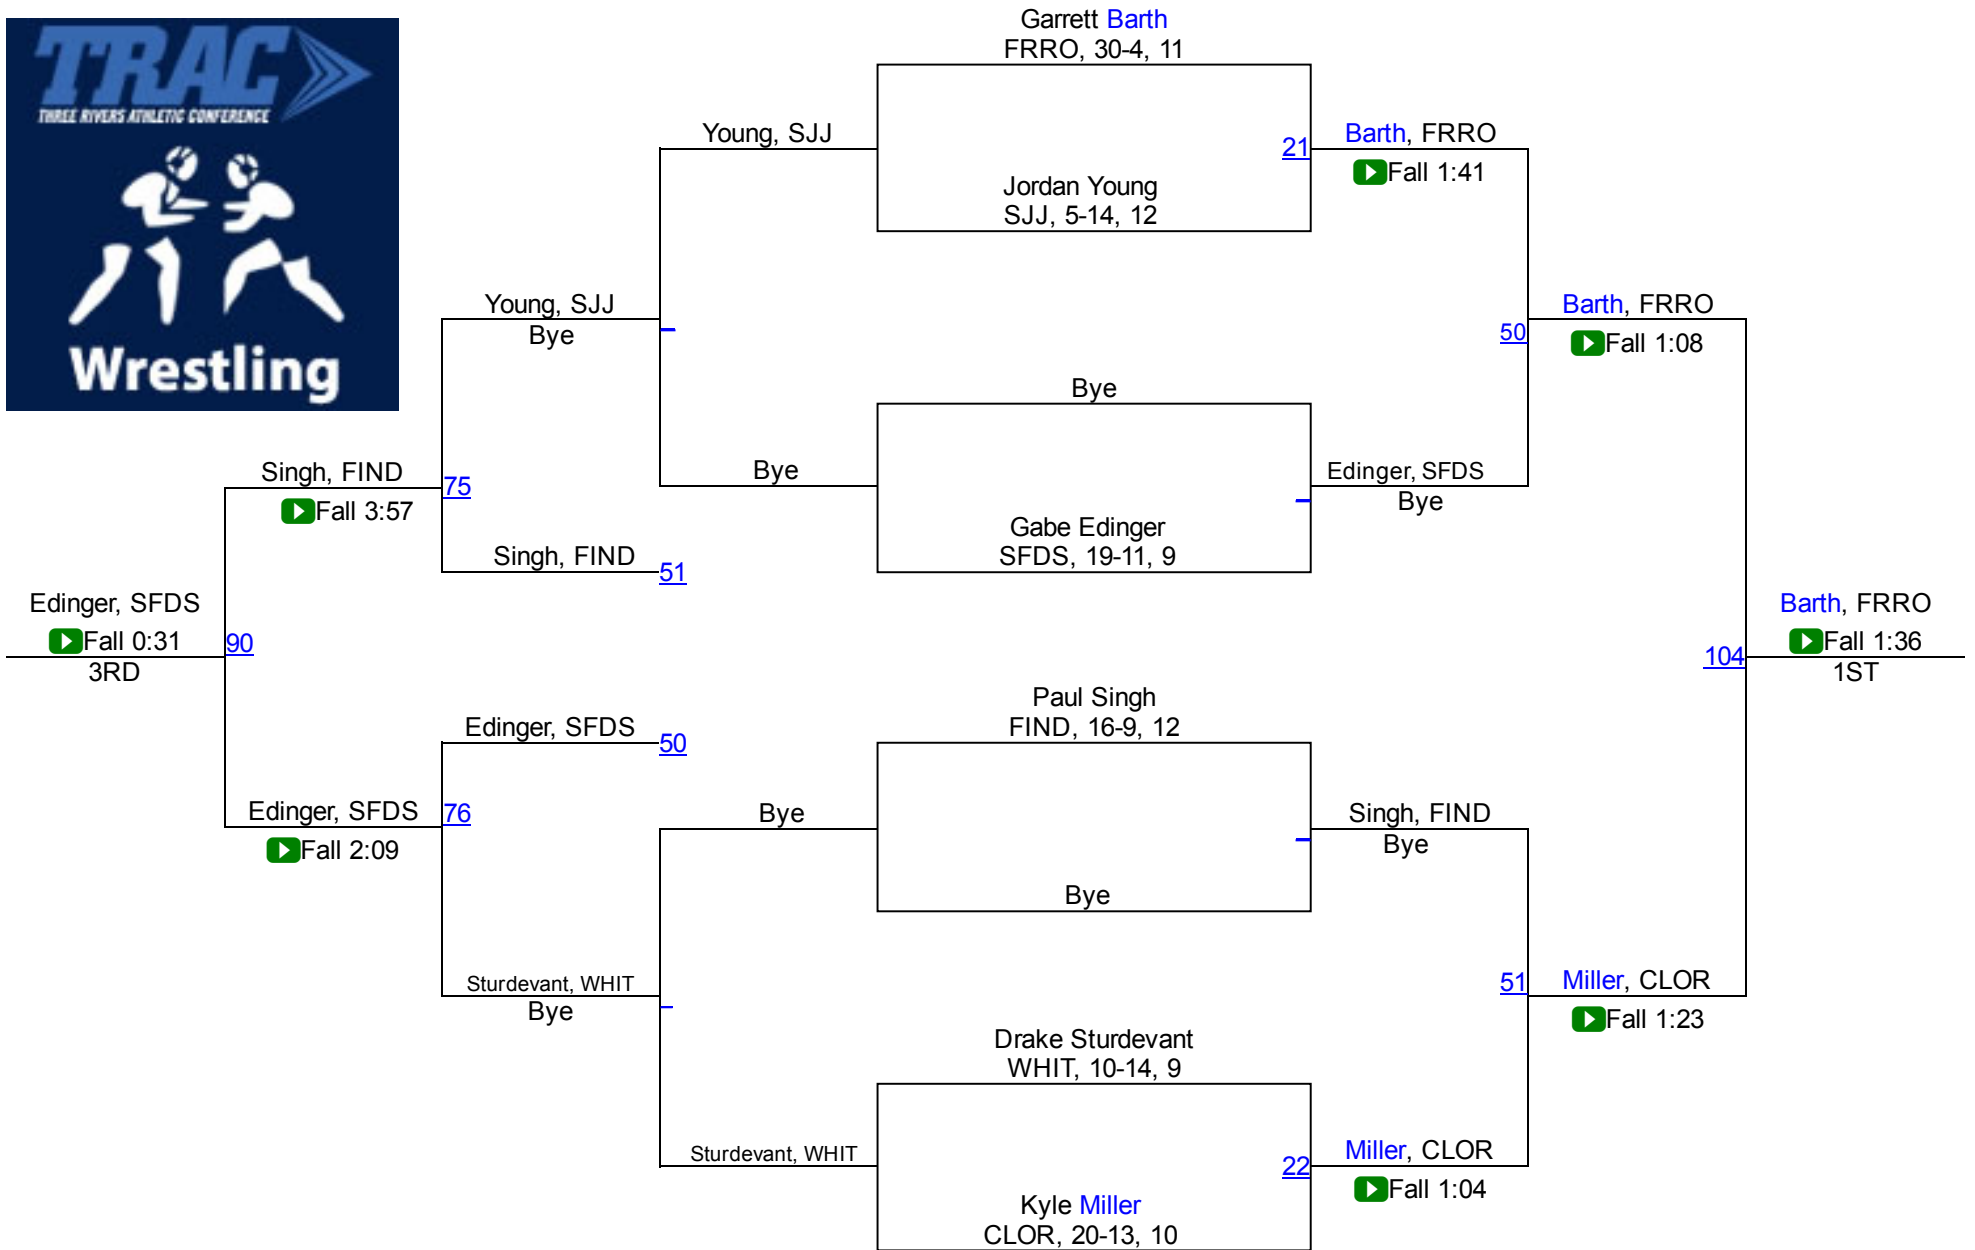 TRAC
THREE RIVERS ATHLETIC CONFERENCE
Wrestling
Garrett Barth
FRRO, 30-4, 11
Young, SJJ
21
Barth, FRRO
Fall 1:41
Jordan Young
SJJ, 5-14, 12
Young, SJJ
Bye
50
Barth, FRRO
Fall 1:08
Bye
Singh, FIND
Fall 3:57
75
Bye
Edinger, SFDS
Bye
Gabe Edinger
SFDS, 19-11, 9
Singh, FIND
51
Edinger, SFDS
Fall 0:31
3RD
90
104
Barth, FRRO
Fall 1:36
1ST
Paul Singh
FIND, 16-9, 12
Edinger, SFDS
50
Edinger, SFDS
Fall 2:09
76
Bye
Singh, FIND
Bye
Bye
Sturdevant, WHIT
Bye
51
Miller, CLOR
Fall 1:23
Drake Sturdevant
WHIT, 10-14, 9
Sturdevant, WHIT
22
Miller, CLOR
Fall 1:04
Kyle Miller
CLOR, 20-13, 10